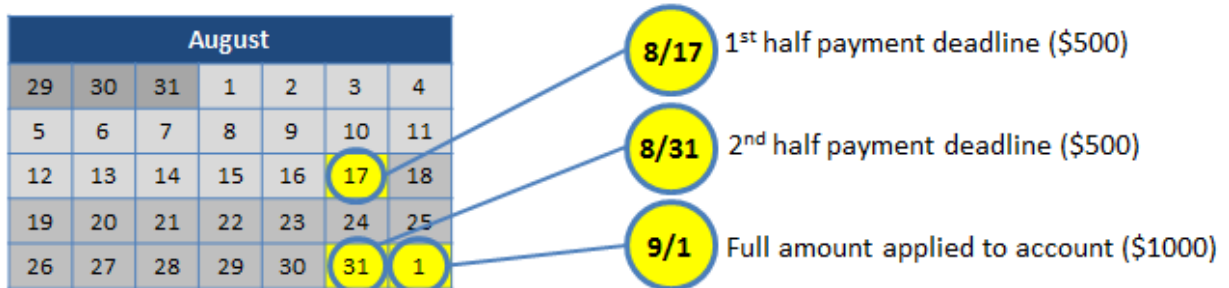 August
29 30 31 1 2 3 4
5 6 7 8 9 10 11
12 13 14 15 16 17 18
19 20 21 22 23 24 25
26 27 28 29 30 31 1
8/17 1st half payment deadline ($500)
8/31 2nd half payment deadline ($500)
9/1 Full amount applied to account ($1000)